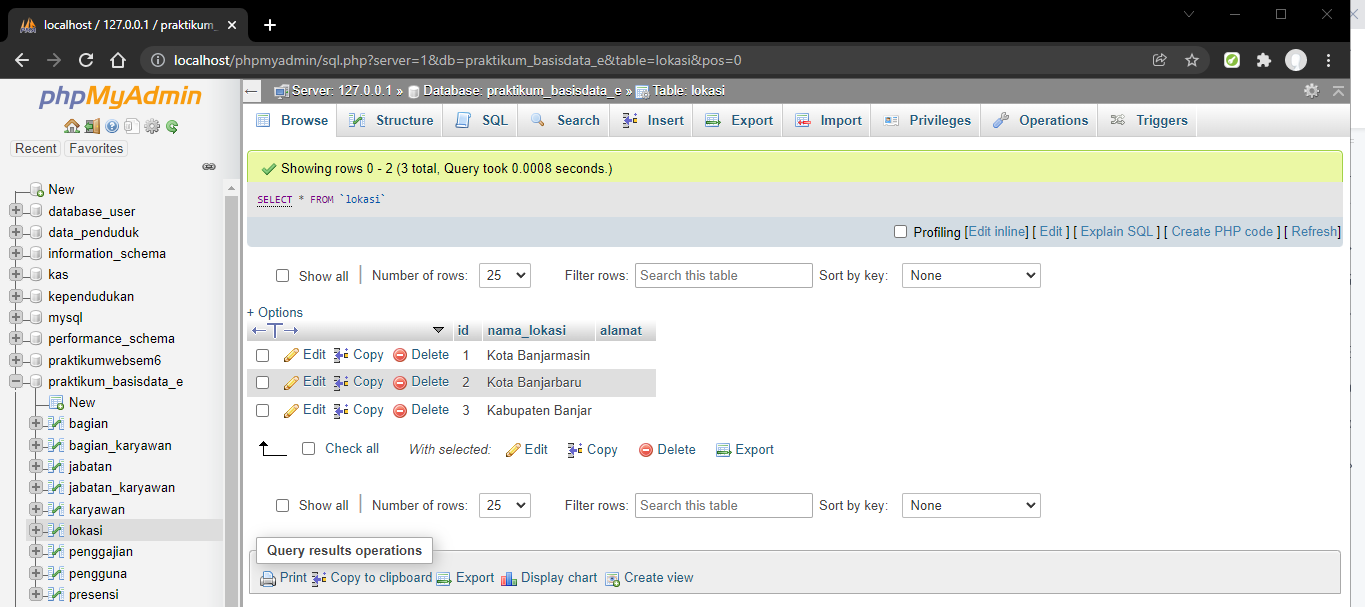 localhost / 127.0.0.1 / praktikum_
localhost/phpmyadmin/sql.php?server=1&db=praktikum_basisdata_e&table=lokasi&pos=0
phpMyAdmin
Recent Favorites
New
database_user
data_penduduk
information_schema
kas
kependudukan
mysql
performance_schema
praktikumwebsem6
praktikum_basisdata_e
New
bagian
bagian_karyawan
jabatan
jabatan_karyawan
karyawan
lokasi
penggajian
pengguna
presensi
Server: 127.0.0.1 » Database: praktikum_basisdata_e » Table: lokasi
Browse Structure SQL Search Insert Export Import Privileges Operations Triggers
Showing rows 0 - 2 (3 total, Query took 0.0008 seconds.)
SELECT * FROM `lokasi`
Profiling [Edit inline] [ Edit ] [ Explain SQL ] [ Create PHP code ] [ Refresh]
Show all | Number of rows: 25 Filter rows: Search this table Sort by key: None
+ Options
←T→ id nama_lokasi alamat
Edit Copy Delete 1 Kota Banjarmasin
Edit Copy Delete 2 Kota Banjarbaru
Edit Copy Delete 3 Kabupaten Banjar
Check all With selected: Edit Copy Delete Export
Show all | Number of rows: 25 Filter rows: Search this table Sort by key: None
Query results operations
Print Copy to clipboard Export Display chart Create view